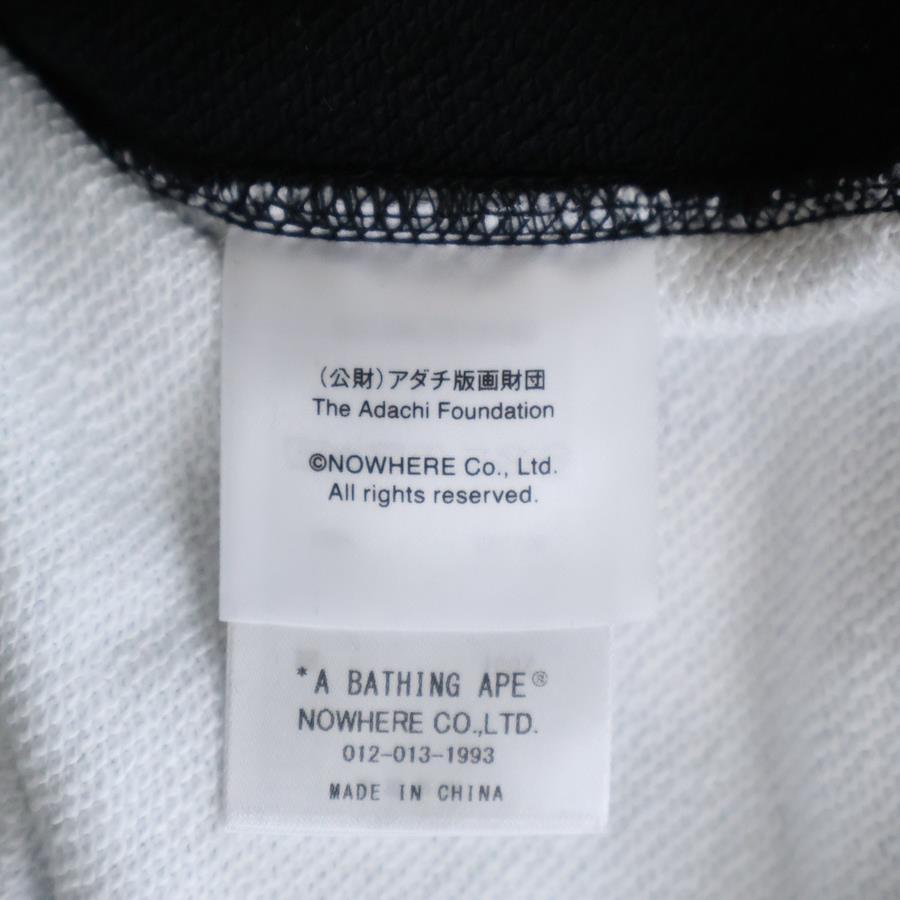 （公財）アダチ版画財団
The Adachi Foundation
©NOWHERE Co., Ltd.
All rights reserved.
*A BATHING APE®
NOWHERE CO.,LTD.
012-013-1993
MADE IN CHINA